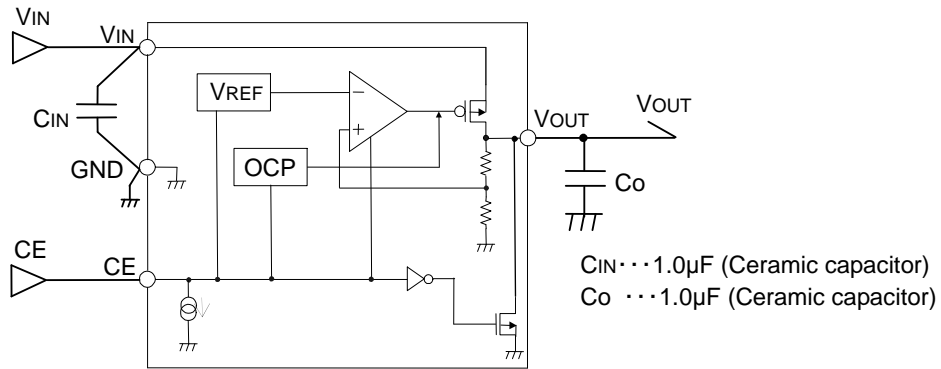 VIN
VIN
CIN
GND
VREF
OCP
−
+
VOUT
VOUT
Co
CE
CE
CIN･･･1.0µF (Ceramic capacitor)
Co ･･･1.0µF (Ceramic capacitor)